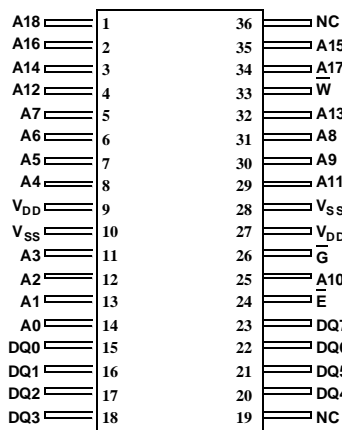 A18 1 36 NC
A16 2 35 A15
A14 3 34 A17
A12 4 33 W̅
A7 5 32 A13
A6 6 31 A8
A5 7 30 A9
A4 8 29 A11
VDD 9 28 VSS
VSS 10 27 VDD
A3 11 26 G̅
A2 12 25 A10
A1 13 24 E̅
A0 14 23 DQ7
DQ0 15 22 DQ6
DQ1 16 21 DQ5
DQ2 17 20 DQ4
DQ3 18 19 NC